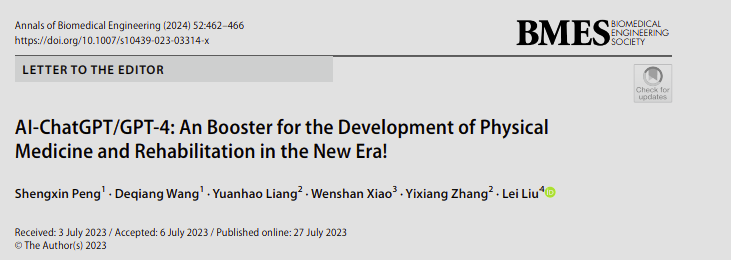 Annals of Biomedical Engineering (2024) 52:462–466
https://doi.org/10.1007/s10439-023-03314-x
BMES BIOMEDICAL
ENGINEERING
SOCIETY
LETTER TO THE EDITOR
Check for
updates
AI-ChatGPT/GPT-4: An Booster for the Development of Physical
Medicine and Rehabilitation in the New Era!
Shengxin Peng1 · Deqiang Wang1 · Yuanhao Liang2 · Wenshan Xiao3 · Yixiang Zhang2 · Lei Liu4 iD
Received: 3 July 2023 / Accepted: 6 July 2023 / Published online: 27 July 2023
© The Author(s) 2023